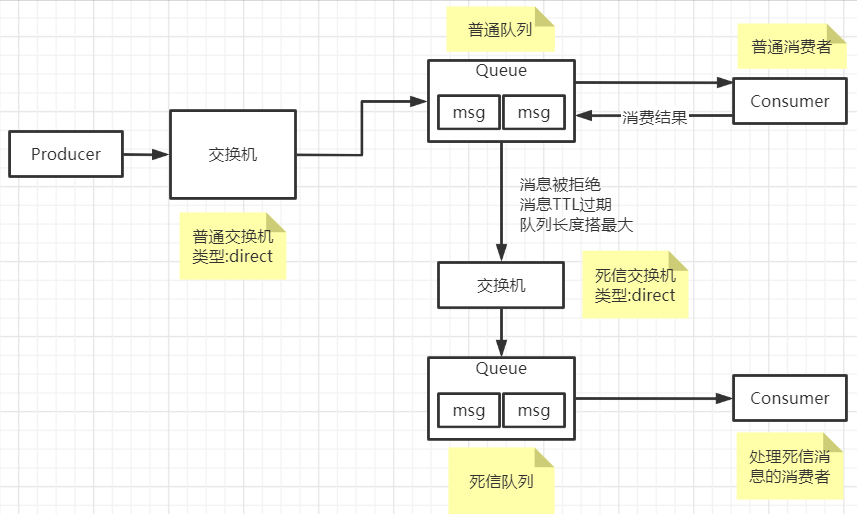 普通队列
普通消费者
Queue
msg
msg
Consumer
消费结果
Producer
交换机
普通交换机
类型:direct
消息被拒绝
消息TTL过期
队列长度搭最大
交换机
死信交换机
类型:direct
Queue
msg
msg
Consumer
死信队列
处理死信消
息的消费者